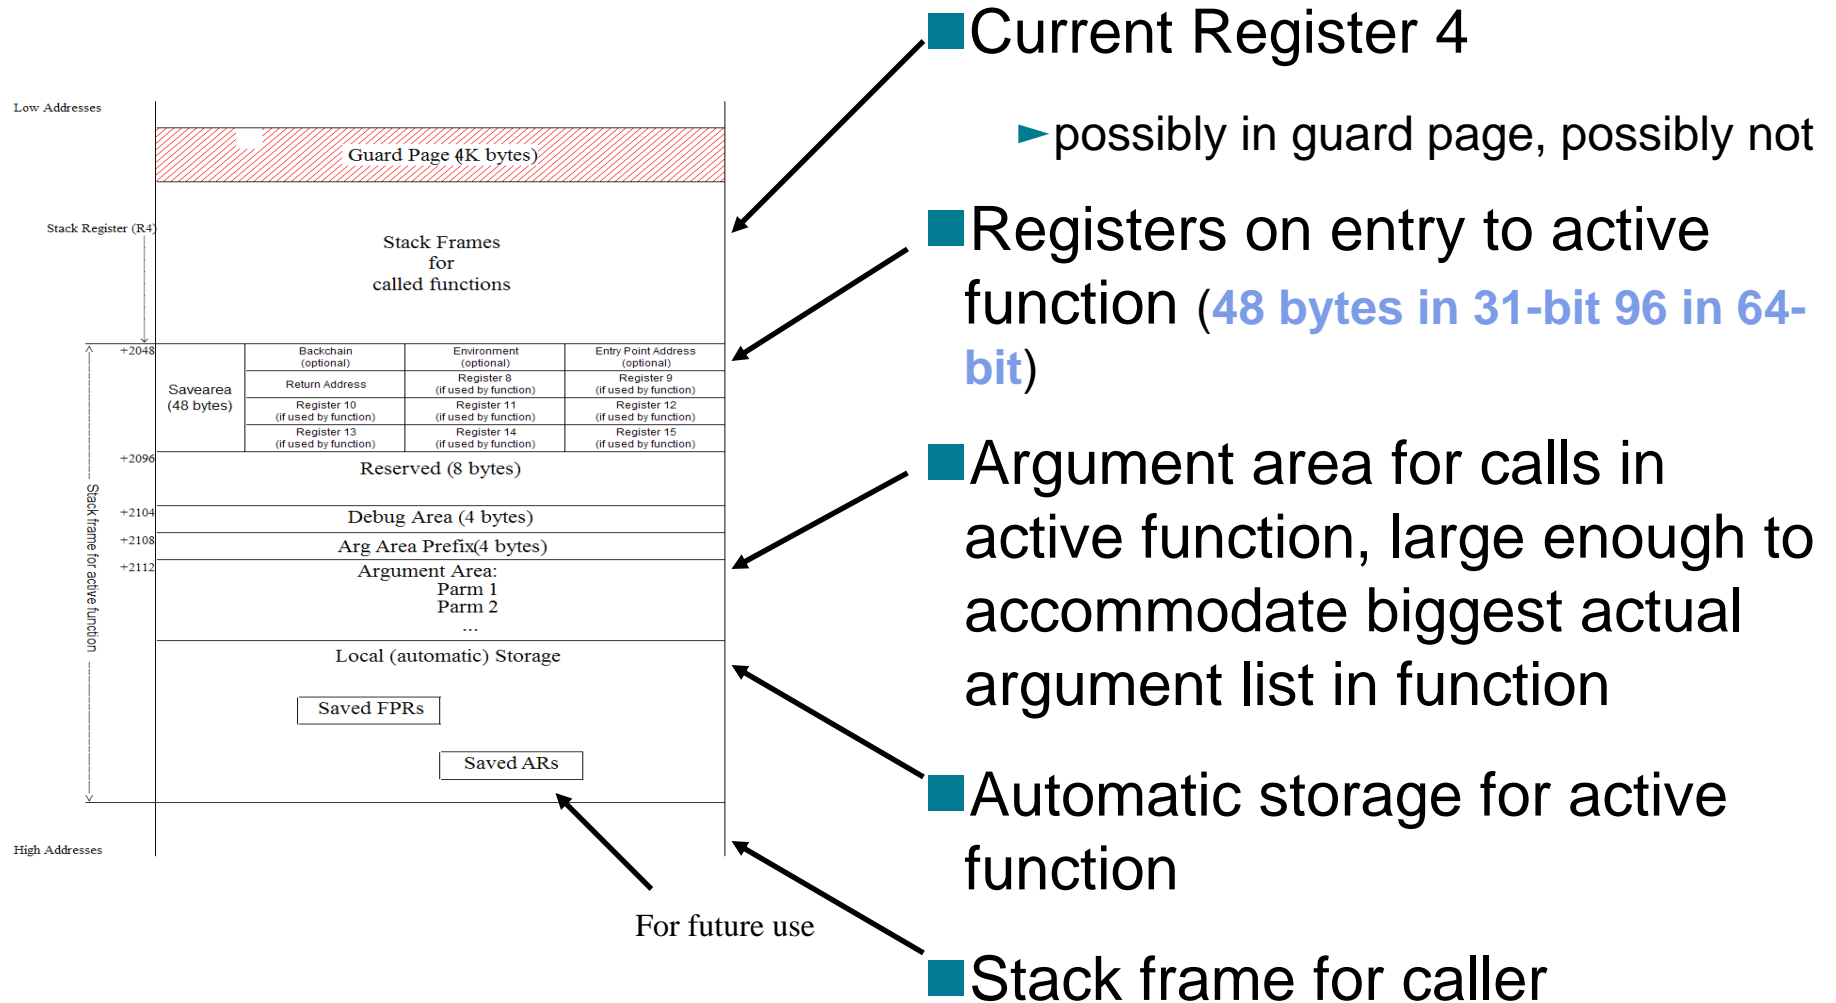 Low Addresses
Guard Page (4K bytes)
Stack Register (R4)
Stack Frames
for
called functions
+2048
Savearea
(48 bytes)
Backchain
(optional)
Environment
(optional)
Entry Point Address
(optional)
Return Address
Register 8
(if used by function)
Register 9
(if used by function)
Register 10
(if used by function)
Register 11
(if used by function)
Register 12
(if used by function)
Register 13
(if used by function)
Register 14
(if used by function)
Register 15
(if used by function)
+2096
Reserved (8 bytes)
+2104
Debug Area (4 bytes)
+2108
Arg Area Prefix(4 bytes)
+2112
Argument Area:
Parm 1
Parm 2
...
Stack frame for active function
Local (automatic) Storage
Saved FPRs
Saved ARs
High Addresses
For future use
Current Register 4
possibly in guard page, possibly not
Registers on entry to active
function (48 bytes in 31-bit 96 in 64-
bit)
Argument area for calls in
active function, large enough to
accommodate biggest actual
argument list in function
Automatic storage for active
function
Stack frame for caller